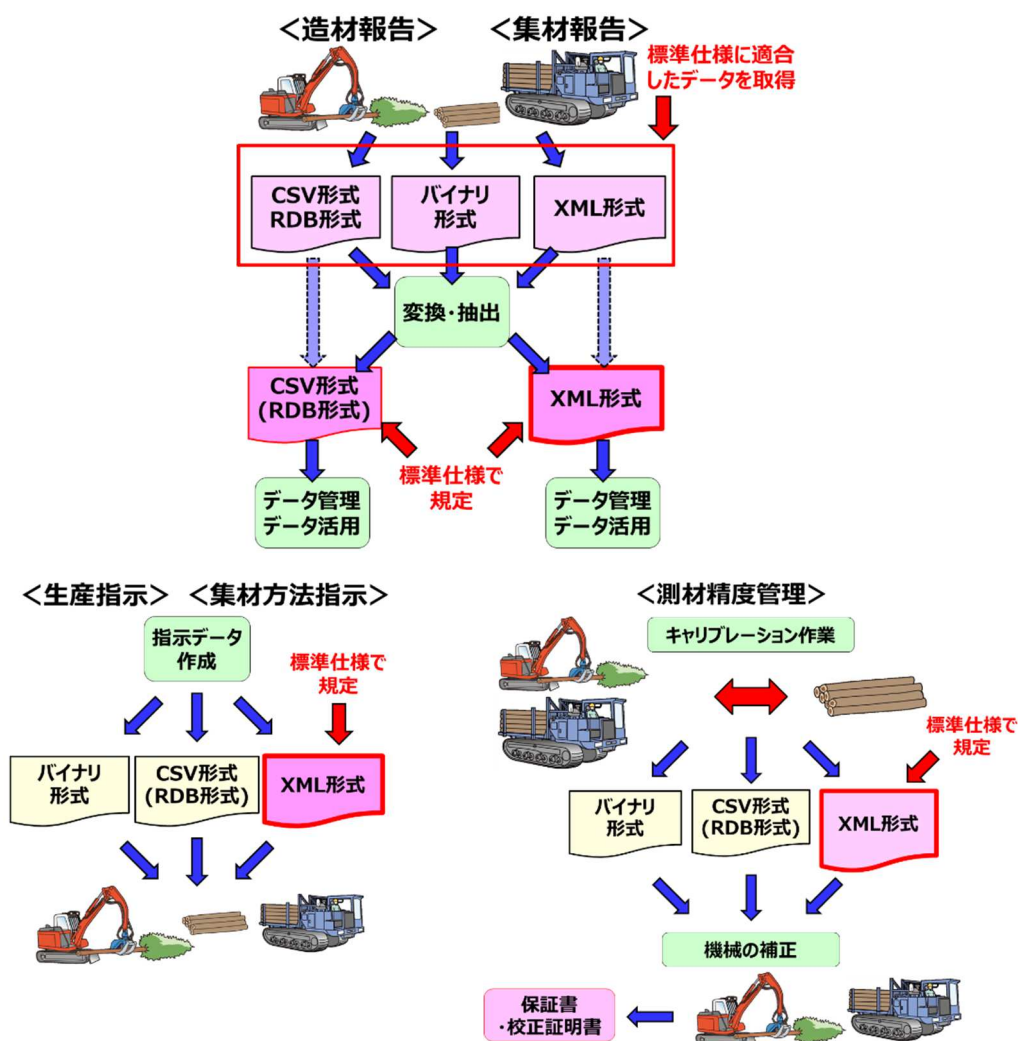 ＜造材報告＞
＜集材報告＞
標準仕様に適合
したデータを取得
CSV形式
RDB形式
バイナリ
形式
XML形式
変換・抽出
CSV形式
(RDB形式)
XML形式
標準仕様で
規定
データ管理
データ活用
データ管理
データ活用
＜生産指示＞
＜集材方法指示＞
指示データ
作成
標準仕様で
規定
バイナリ
形式
CSV形式
(RDB形式)
XML形式
＜測材精度管理＞
キャリブレーション作業
標準仕様で
規定
バイナリ
形式
CSV形式
(RDB形式)
XML形式
機械の補正
保証書
・校正証明書